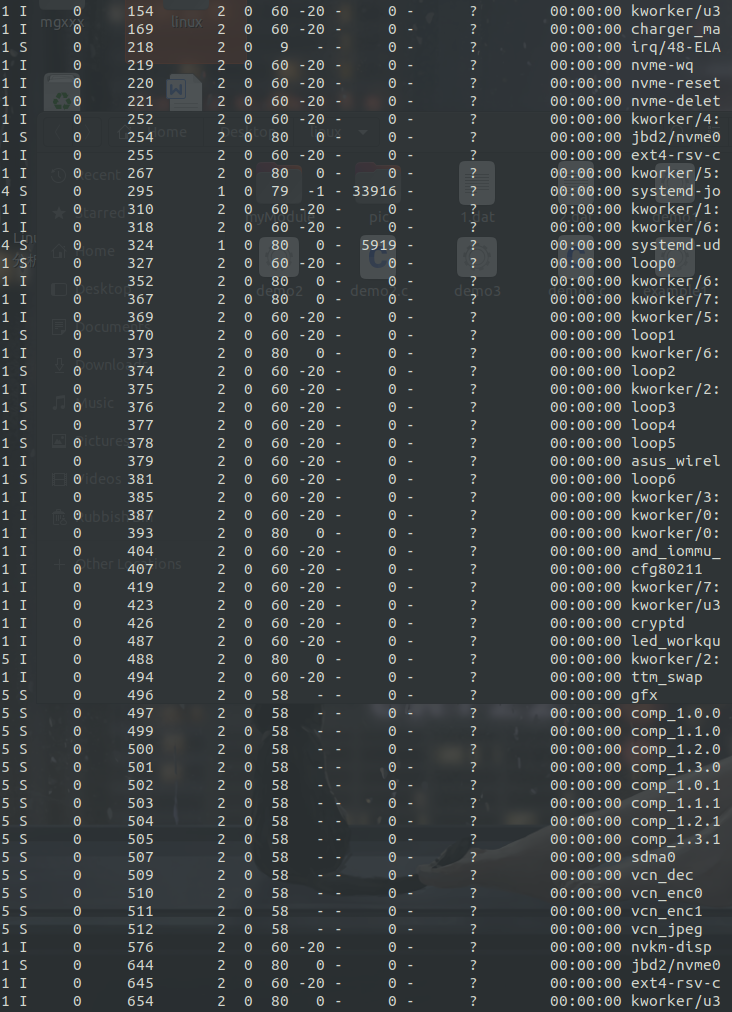 1 I 0 154 2 0 60 -20 - 0 - ? 00:00:00 kworker/u3
1 I 0 169 2 0 60 -20 - 0 - ? 00:00:00 charger_ma
1 S 0 218 2 0 9 - - 0 - ? 00:00:00 irq/48-ELA
1 I 0 219 2 0 60 -20 - 0 - ? 00:00:00 nvme-wq
1 I 0 220 2 0 60 -20 - 0 - ? 00:00:00 nvme-reset
1 I 0 221 2 0 60 -20 - 0 - ? 00:00:00 nvme-delet
1 I 0 252 2 0 60 -20 - 0 - ? 00:00:00 kworker/4:
1 S 0 254 2 0 80 0 - 0 - ? 00:00:00 jbd2/nvme0
1 I 0 255 2 0 60 -20 - 0 - ? 00:00:00 ext4-rsv-c
1 I 0 267 2 0 80 0 - 0 - ? 00:00:00 kworker/5:
4 S 0 295 1 0 79 -1 - 33916 - ? 00:00:00 systemd-jo
1 I 0 310 2 0 60 -20 - 0 - ? 00:00:00 kworker/1:
1 I 0 318 2 0 60 -20 - 0 - ? 00:00:00 kworker/6:
4 S 0 324 1 0 80 0 - 5919 - ? 00:00:00 systemd-ud
1 S 0 327 2 0 60 -20 - 0 - ? 00:00:00 loop0
1 I 0 352 2 0 80 0 - 0 - ? 00:00:00 kworker/6:
1 I 0 367 2 0 80 0 - 0 - ? 00:00:00 kworker/7:
1 I 0 369 2 0 60 -20 - 0 - ? 00:00:00 kworker/5:
1 S 0 370 2 0 60 -20 - 0 - ? 00:00:00 loop1
1 I 0 373 2 0 80 0 - 0 - ? 00:00:00 kworker/6:
1 S 0 374 2 0 60 -20 - 0 - ? 00:00:00 loop2
1 I 0 375 2 0 60 -20 - 0 - ? 00:00:00 kworker/2:
1 S 0 376 2 0 60 -20 - 0 - ? 00:00:00 loop3
1 S 0 377 2 0 60 -20 - 0 - ? 00:00:00 loop4
1 S 0 378 2 0 60 -20 - 0 - ? 00:00:00 loop5
1 I 0 379 2 0 60 -20 - 0 - ? 00:00:00 asus_wirel
1 S 0 381 2 0 60 -20 - 0 - ? 00:00:00 loop6
1 I 0 385 2 0 60 -20 - 0 - ? 00:00:00 kworker/3:
1 I 0 387 2 0 60 -20 - 0 - ? 00:00:00 kworker/0:
1 I 0 393 2 0 80 0 - 0 - ? 00:00:00 kworker/0:
1 I 0 404 2 0 60 -20 - 0 - ? 00:00:00 amd_iommu_
1 I 0 407 2 0 60 -20 - 0 - ? 00:00:00 cfg80211
1 I 0 419 2 0 60 -20 - 0 - ? 00:00:00 kworker/7:
1 I 0 423 2 0 60 -20 - 0 - ? 00:00:00 kworker/u3
1 I 0 426 2 0 60 -20 - 0 - ? 00:00:00 cryptd
1 I 0 487 2 0 60 -20 - 0 - ? 00:00:00 led_workqu
5 I 0 488 2 0 80 0 - 0 - ? 00:00:00 kworker/2:
1 I 0 494 2 0 60 -20 - 0 - ? 00:00:00 ttm_swap
5 S 0 496 2 0 58 - - 0 - ? 00:00:00 gfx
5 S 0 497 2 0 58 - - 0 - ? 00:00:00 comp_1.0.0
5 S 0 499 2 0 58 - - 0 - ? 00:00:00 comp_1.1.0
5 S 0 500 2 0 58 - - 0 - ? 00:00:00 comp_1.2.0
5 S 0 501 2 0 58 - - 0 - ? 00:00:00 comp_1.3.0
5 S 0 502 2 0 58 - - 0 - ? 00:00:00 comp_1.0.1
5 S 0 503 2 0 58 - - 0 - ? 00:00:00 comp_1.1.1
5 S 0 504 2 0 58 - - 0 - ? 00:00:00 comp_1.2.1
5 S 0 505 2 0 58 - - 0 - ? 00:00:00 comp_1.3.1
5 S 0 507 2 0 58 - - 0 - ? 00:00:00 sdma0
5 S 0 509 2 0 58 - - 0 - ? 00:00:00 vcn_dec
5 S 0 510 2 0 58 - - 0 - ? 00:00:00 vcn_enc0
5 S 0 511 2 0 58 - - 0 - ? 00:00:00 vcn_enc1
5 S 0 512 2 0 58 - - 0 - ? 00:00:00 vcn_jpeg
1 I 0 576 2 0 60 -20 - 0 - ? 00:00:00 nvkm-disp
1 S 0 644 2 0 80 0 - 0 - ? 00:00:00 jbd2/nvme0
1 I 0 645 2 0 60 -20 - 0 - ? 00:00:00 ext4-rsv-c
1 I 0 654 2 0 80 0 - 0 - ? 00:00:00 kworker/u3
mgxxx
linux
Home
Recent
Starred
Home
Desktop
Documents
Music
Pictures
Videos
Rubbish
myModule
plc
1.dat
demo2
demo2.c
demo3